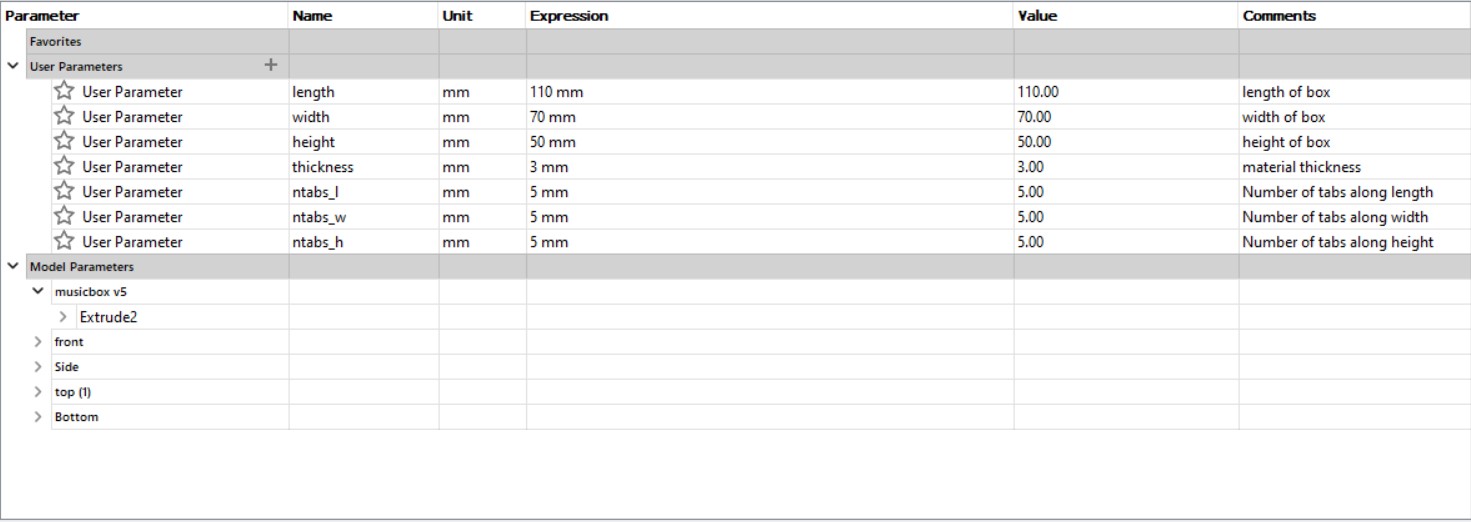 Parameter Name Unit Expression Value Comments
Favorites
User Parameters +
User Parameter length mm 110 mm 110.00 length of box
User Parameter width mm 70 mm 70.00 width of box
User Parameter height mm 50 mm 50.00 height of box
User Parameter thickness mm 3 mm 3.00 material thickness
User Parameter ntabs_l mm 5 mm 5.00 Number of tabs along length
User Parameter ntabs_w mm 5 mm 5.00 Number of tabs along width
User Parameter ntabs_h mm 5 mm 5.00 Number of tabs along height
Model Parameters
musicbox v5
Extrude2
front
Side
top (1)
Bottom